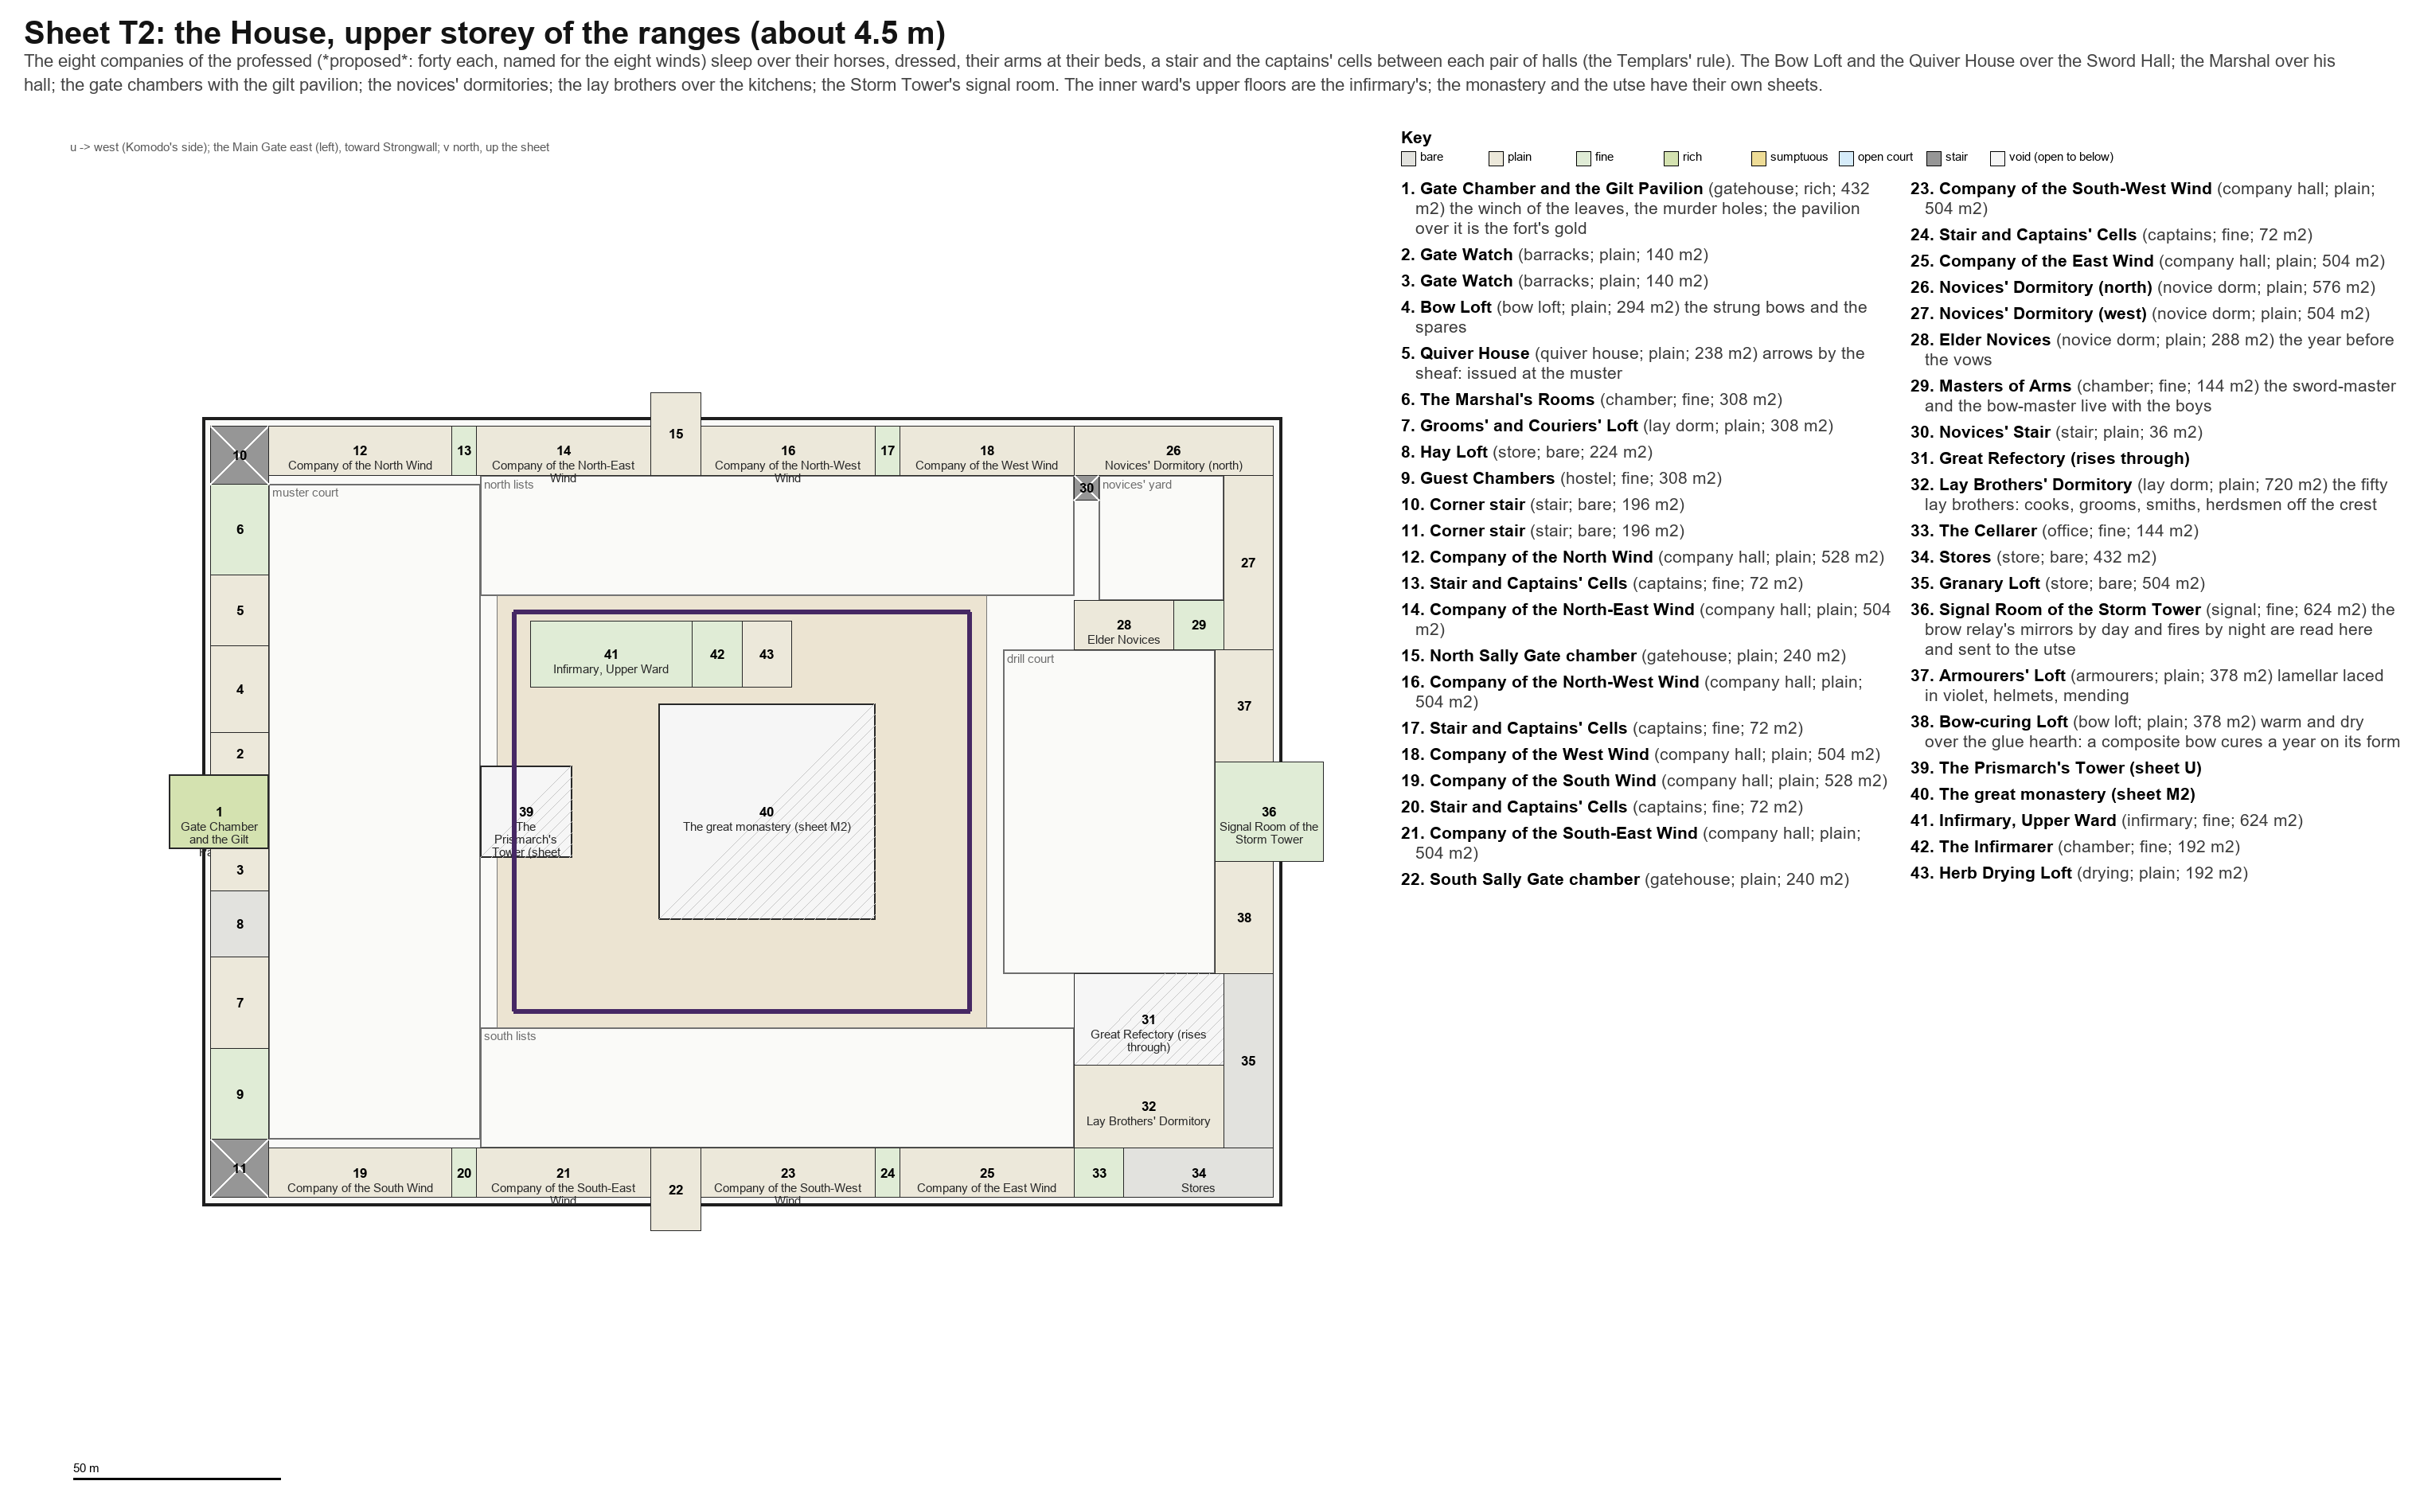 Sheet T2: the House, upper storey of the ranges (about 4.5 m)
The eight companies of the professed (*proposed*: forty each, named for the eight winds) sleep over their horses, dressed, their arms at their beds, a stair and the captains' cells between each pair of halls (the Templars' rule). The Bow Loft and the Quiver House over the Sword Hall; the Marshal over his
hall; the gate chambers with the gilt pavilion; the novices' dormitories; the lay brothers over the kitchens; the Storm Tower's signal room. The inner ward's upper floors are the infirmary's; the monastery and the utse have their own sheets.
u -> west (Komodo's side); the Main Gate east (left), toward Strongwall; v north, up the sheet
10
12
Company of the North Wind
13
14
Company of the North-East
Wind
15
16
Company of the North-West
Wind
17
18
Company of the West Wind
26
Novices' Dormitory (north)
muster court
north lists
30
novices' yard
6
27
5
28
Elder Novices
29
41
Infirmary, Upper Ward
42
43
drill court
4
37
2
1
Gate Chamber
and the Gilt
39
The
Prismarch's
Tower (sheet
40
The great monastery (sheet M2)
36
Signal Room of the
Storm Tower
3
8
38
7
31
Great Refectory (rises
through)
south lists
35
9
32
Lay Brothers' Dormitory
11
19
Company of the South Wind
20
21
Company of the South-East
Wind
22
23
Company of the South-West
Wind
24
25
Company of the East Wind
33
34
Stores
50 m
Key
bare
plain
fine
rich
sumptuous
open court
stair
void (open to below)
1. Gate Chamber and the Gilt Pavilion (gatehouse; rich; 432
m2) the winch of the leaves, the murder holes; the pavilion
over it is the fort's gold
2. Gate Watch (barracks; plain; 140 m2)
3. Gate Watch (barracks; plain; 140 m2)
4. Bow Loft (bow loft; plain; 294 m2) the strung bows and the
spares
5. Quiver House (quiver house; plain; 238 m2) arrows by the
sheaf: issued at the muster
6. The Marshal's Rooms (chamber; fine; 308 m2)
7. Grooms' and Couriers' Loft (lay dorm; plain; 308 m2)
8. Hay Loft (store; bare; 224 m2)
9. Guest Chambers (hostel; fine; 308 m2)
10. Corner stair (stair; bare; 196 m2)
11. Corner stair (stair; bare; 196 m2)
12. Company of the North Wind (company hall; plain; 528 m2)
13. Stair and Captains' Cells (captains; fine; 72 m2)
14. Company of the North-East Wind (company hall; plain; 504
m2)
15. North Sally Gate chamber (gatehouse; plain; 240 m2)
16. Company of the North-West Wind (company hall; plain;
504 m2)
17. Stair and Captains' Cells (captains; fine; 72 m2)
18. Company of the West Wind (company hall; plain; 504 m2)
19. Company of the South Wind (company hall; plain; 528 m2)
20. Stair and Captains' Cells (captains; fine; 72 m2)
21. Company of the South-East Wind (company hall; plain;
504 m2)
22. South Sally Gate chamber (gatehouse; plain; 240 m2)
23. Company of the South-West Wind (company hall; plain;
504 m2)
24. Stair and Captains' Cells (captains; fine; 72 m2)
25. Company of the East Wind (company hall; plain; 504 m2)
26. Novices' Dormitory (north) (novice dorm; plain; 576 m2)
27. Novices' Dormitory (west) (novice dorm; plain; 504 m2)
28. Elder Novices (novice dorm; plain; 288 m2) the year before
the vows
29. Masters of Arms (chamber; fine; 144 m2) the sword-master
and the bow-master live with the boys
30. Novices' Stair (stair; plain; 36 m2)
31. Great Refectory (rises through)
32. Lay Brothers' Dormitory (lay dorm; plain; 720 m2) the fifty
lay brothers: cooks, grooms, smiths, herdsmen off the crest
33. The Cellarer (office; fine; 144 m2)
34. Stores (store; bare; 432 m2)
35. Granary Loft (store; bare; 504 m2)
36. Signal Room of the Storm Tower (signal; fine; 624 m2) the
brow relay's mirrors by day and fires by night are read here
and sent to the utse
37. Armourers' Loft (armourers; plain; 378 m2) lamellar laced
in violet, helmets, mending
38. Bow-curing Loft (bow loft; plain; 378 m2) warm and dry
over the glue hearth: a composite bow cures a year on its form
39. The Prismarch's Tower (sheet U)
40. The great monastery (sheet M2)
41. Infirmary, Upper Ward (infirmary; fine; 624 m2)
42. The Infirmarer (chamber; fine; 192 m2)
43. Herb Drying Loft (drying; plain; 192 m2)